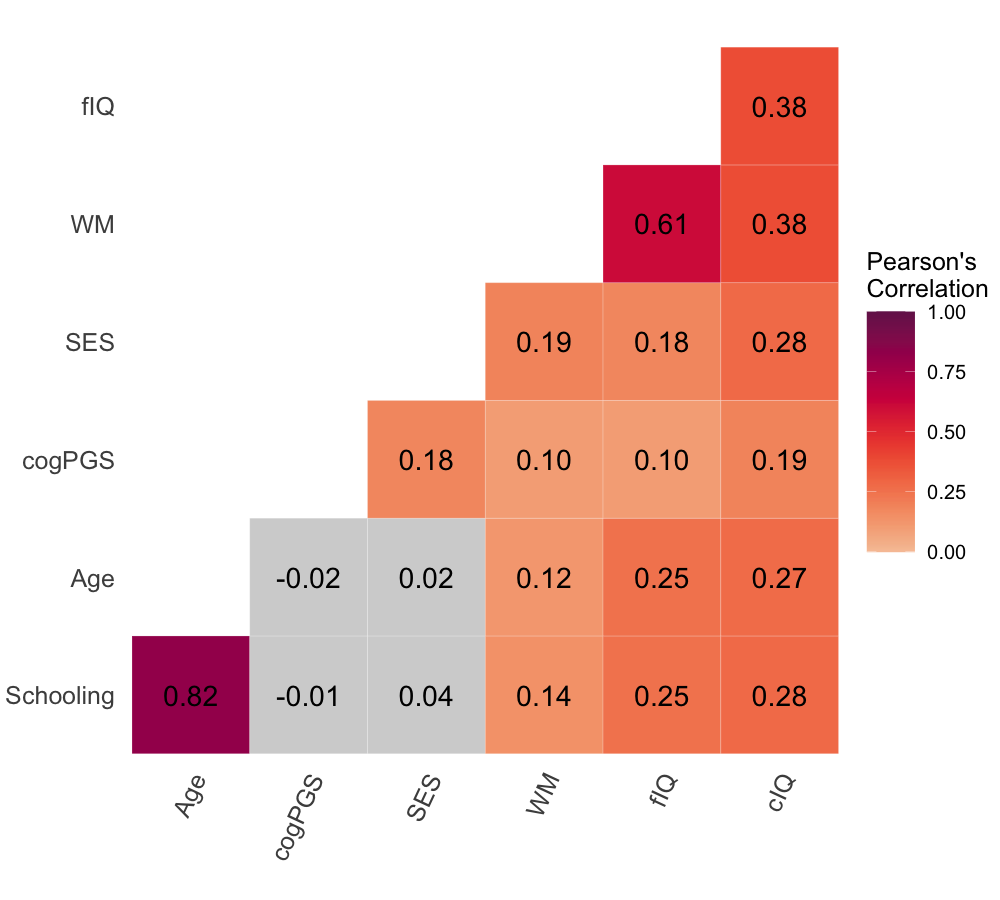 fIQ 0.38
WM 0.61 0.38
SES 0.19 0.18 0.28
cogPGS 0.18 0.10 0.10 0.19
Age -0.02 0.02 0.12 0.25 0.27
Schooling 0.82 -0.01 0.04 0.14 0.25 0.28
Age cogPGS SES WM fIQ cIQ
Pearson's
Correlation
1.00
0.75
0.50
0.25
0.00